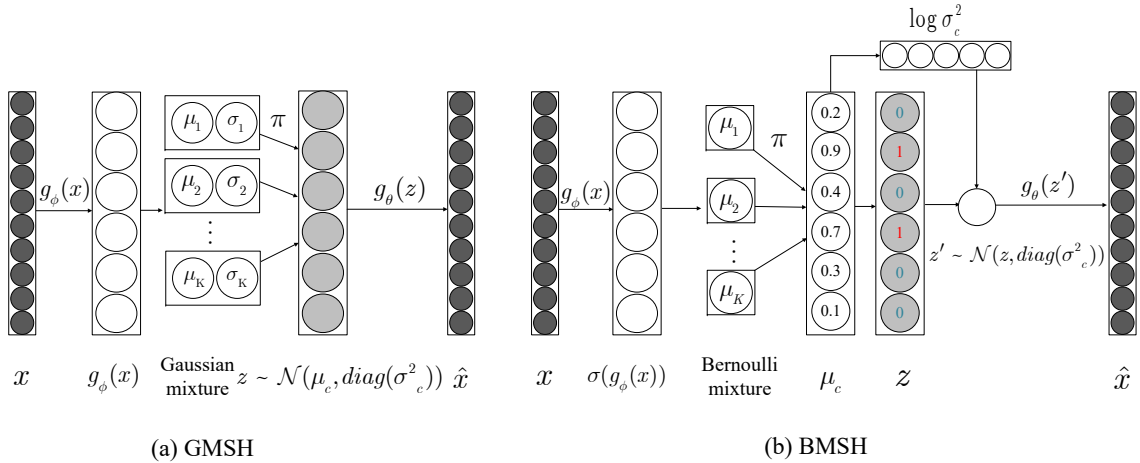 g_ϕ(x)
μ_1 σ_1
μ_2 σ_2
⋮
μ_K σ_K
π
g_θ(z)
x
g_ϕ(x)
Gaussian
mixture
z ~ 𝒩(μ_c, diag(σ_c^2))
x̂
(a) GMSH
log σ_c^2
g_ϕ(x)
μ_1
μ_2
⋮
μ_K
π
0.2
0.9
0.4
0.7
0.3
0.1
0
1
0
1
0
0
g_θ(z′)
z′ ~ 𝒩(z, diag(σ_c^2))
x
σ(g_ϕ(x))
Bernoulli
mixture
μ_c
z
x̂
(b) BMSH